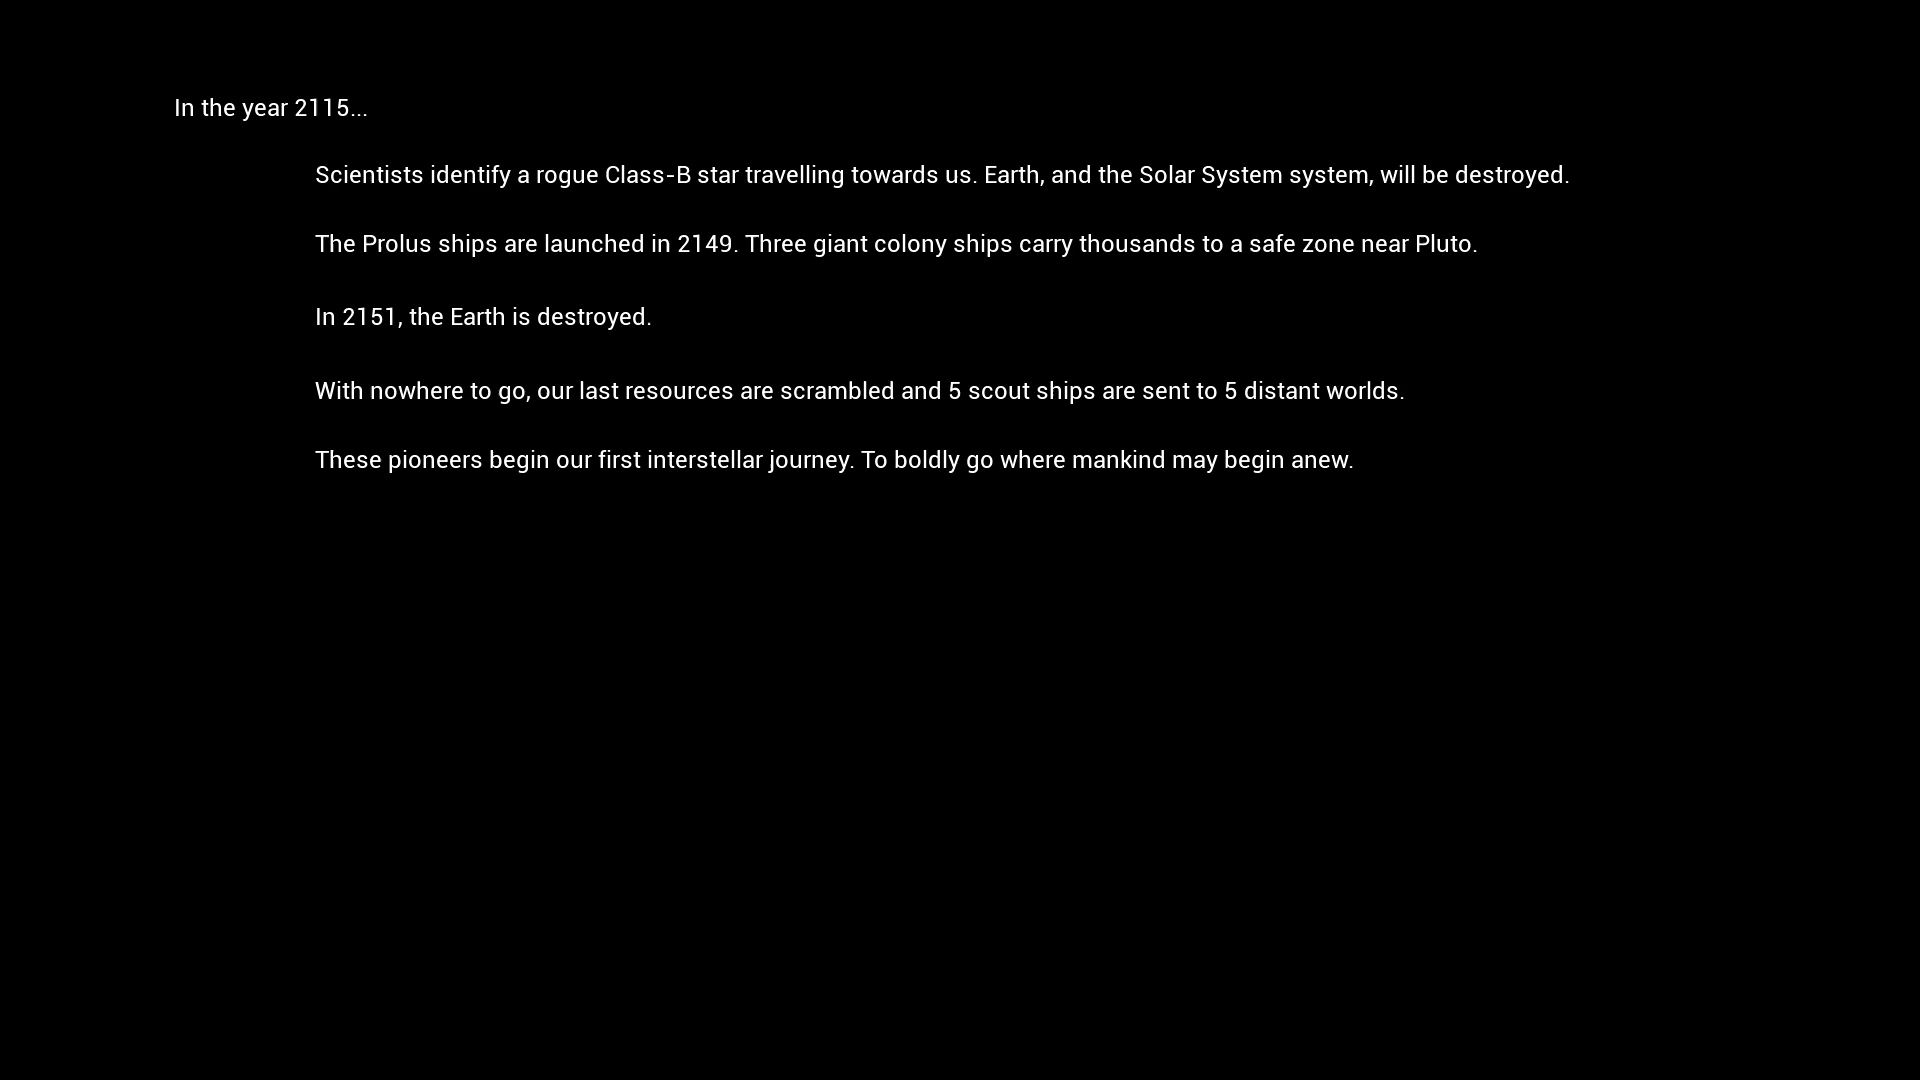 In the year 2115...
Scientists identify a rogue Class-B star travelling towards us. Earth, and the Solar System system, will be destroyed.
The Prolus ships are launched in 2149. Three giant colony ships carry thousands to a safe zone near Pluto.
In 2151, the Earth is destroyed.
With nowhere to go, our last resources are scrambled and 5 scout ships are sent to 5 distant worlds.
These pioneers begin our first interstellar journey. To boldly go where mankind may begin anew.